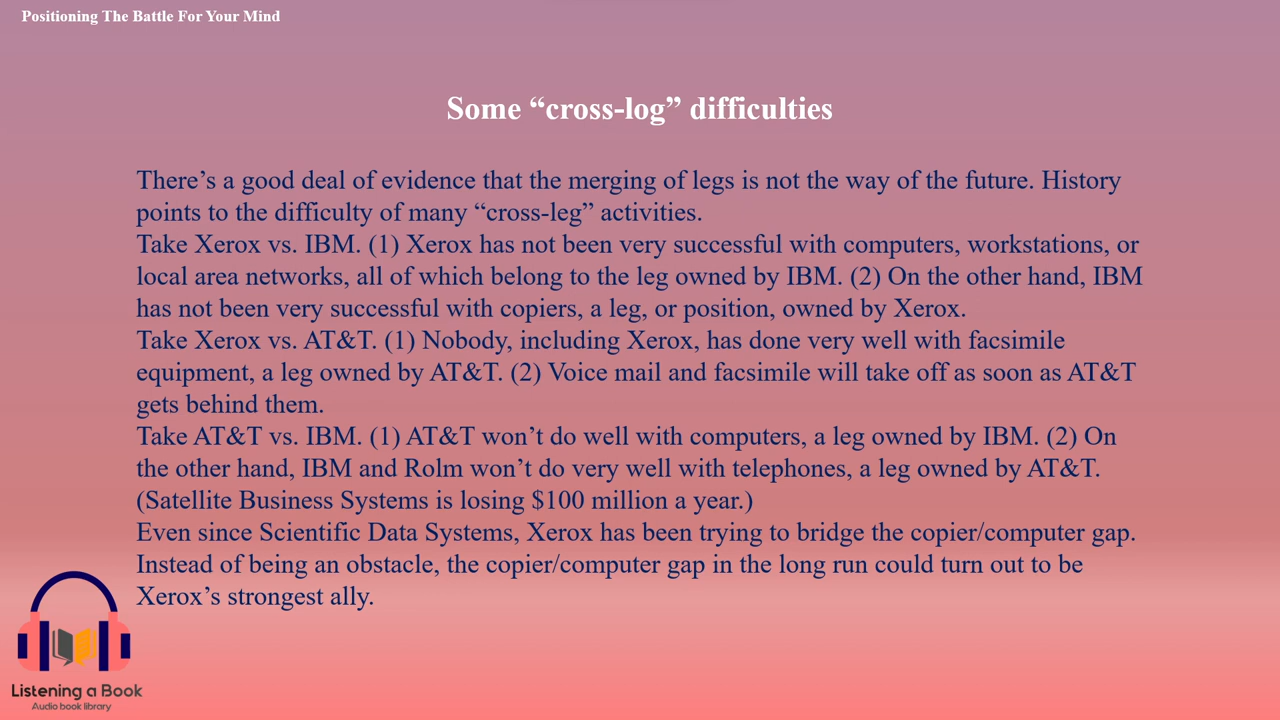 Positioning The Battle For Your Mind
Some “cross-log” difficulties
There’s a good deal of evidence that the merging of legs is not the way of the future. History
points to the difficulty of many “cross-leg” activities.
Take Xerox vs. IBM. (1) Xerox has not been very successful with computers, workstations, or
local area networks, all of which belong to the leg owned by IBM. (2) On the other hand, IBM
has not been very successful with copiers, a leg, or position, owned by Xerox.
Take Xerox vs. AT&T. (1) Nobody, including Xerox, has done very well with facsimile
equipment, a leg owned by AT&T. (2) Voice mail and facsimile will take off as soon as AT&T
gets behind them.
Take AT&T vs. IBM. (1) AT&T won’t do well with computers, a leg owned by IBM. (2) On
the other hand, IBM and Rolm won’t do very well with telephones, a leg owned by AT&T.
(Satellite Business Systems is losing $100 million a year.)
Even since Scientific Data Systems, Xerox has been trying to bridge the copier/computer gap.
Instead of being an obstacle, the copier/computer gap in the long run could turn out to be
Xerox’s strongest ally.
Listening a Book
Audio book library